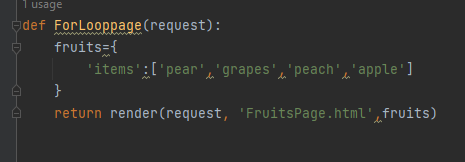 1 usage
def ForLooppage(request):
    fruits={
        'items':['pear','grapes','peach','apple']
    }
    return render(request, 'FruitsPage.html',fruits)